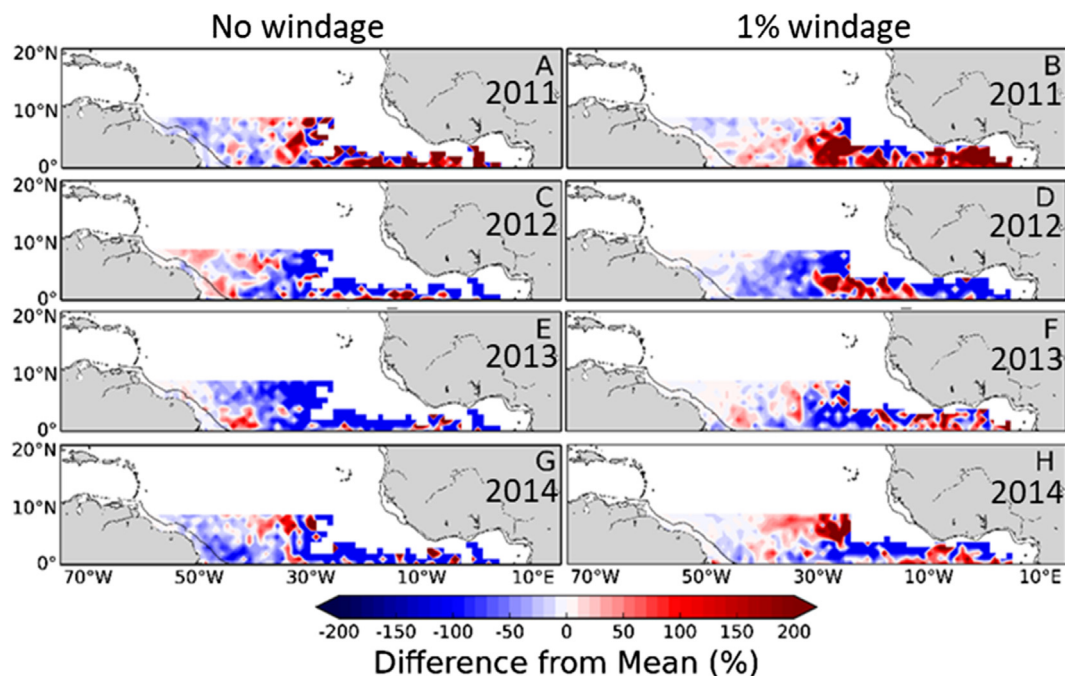 No windage 1% windage
20°N A B
2011 2011
10°N
0°
20°N C D
2012 2012
10°N
0°
20°N E F
2013 2013
10°N
0°
20°N G H
2014 2014
10°N
0°
70°W 50°W 30°W 10°W 10°E 70°W 50°W 30°W 10°W 10°E
-200 -150 -100 -50 0 50 100 150 200
Difference from Mean (%)